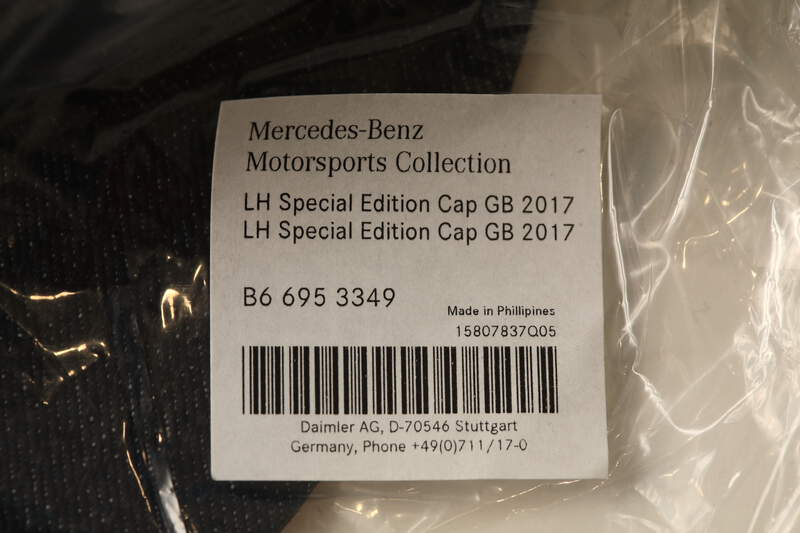 Mercedes-Benz
Motorsports Collection
LH Special Edition Cap GB 2017
LH Special Edition Cap GB 2017
B6 695 3349
Made in Phillipines
15807837Q05
Daimler AG, D-70546 Stuttgart
Germany, Phone +49(0)711/17-0